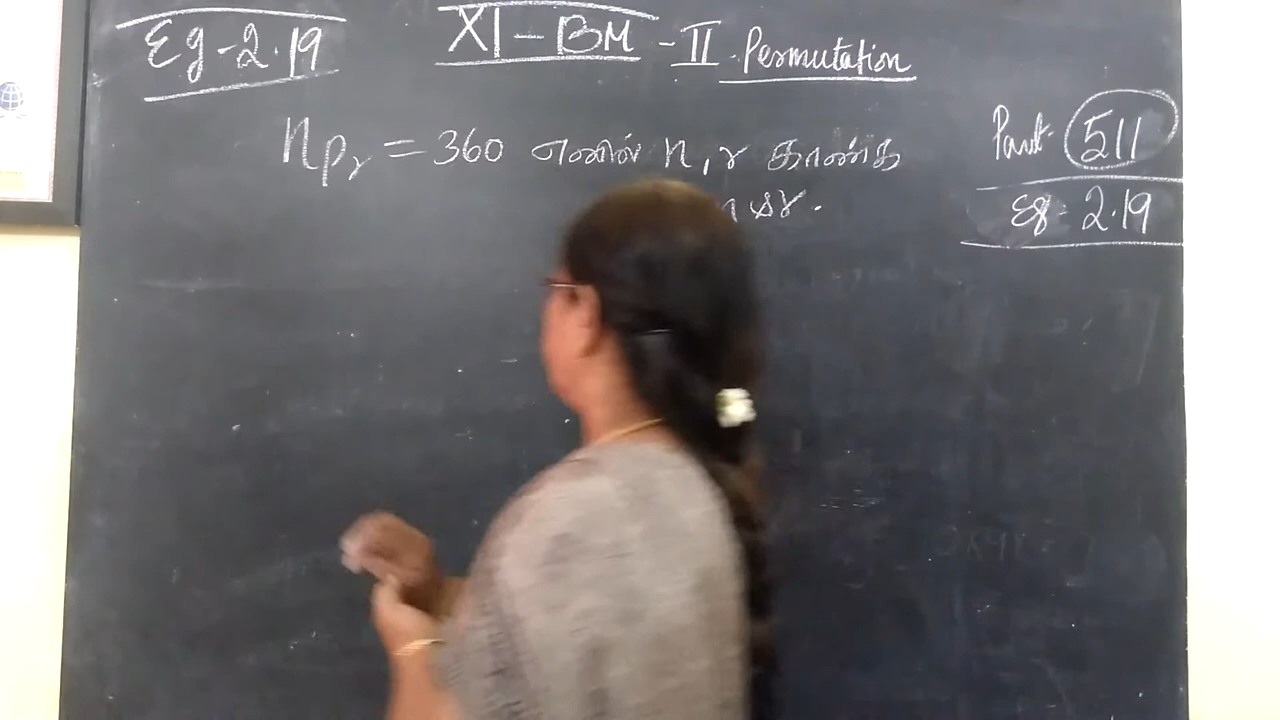 Eg - 2.19
XI - BM - II Permutation
nPr = 360 எனில் n, r காண்க
Part 511
Eg 2.19